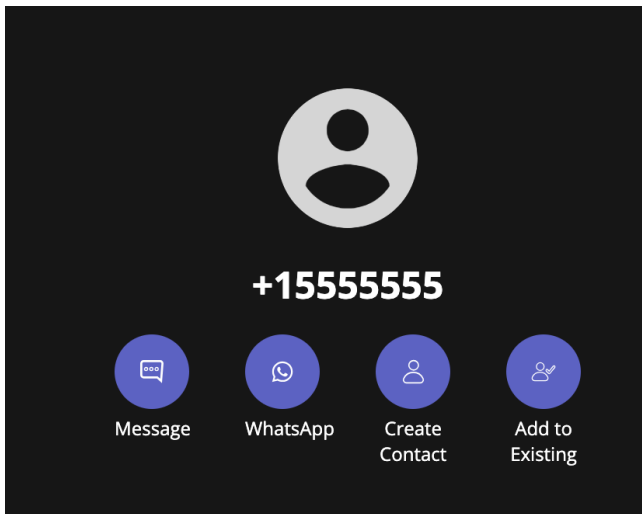 +15555555
Message
WhatsApp
Create
Contact
Add to
Existing